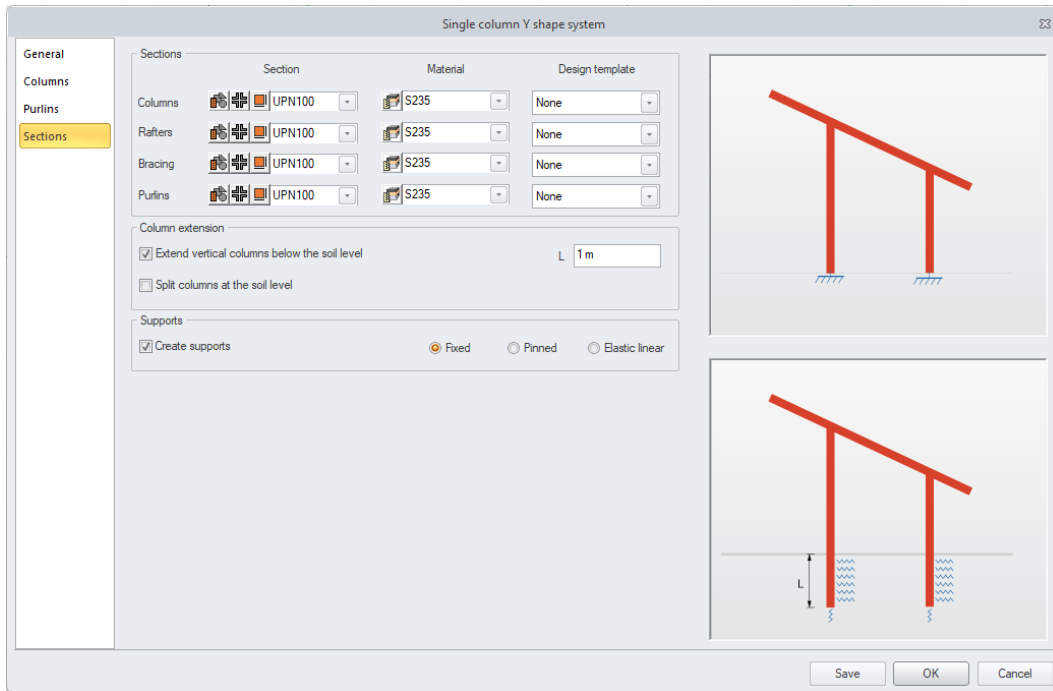 Single column Y shape system
General
Columns
Purlins
Sections
Sections
Section Material Design template
Columns UPN100 S235 None
Rafters UPN100 S235 None
Bracing UPN100 S235 None
Purlins UPN100 S235 None
Column extension
Extend vertical columns below the soil level L 1 m
Split columns at the soil level
Supports
Create supports Fixed Pinned Elastic linear
L
Save OK Cancel